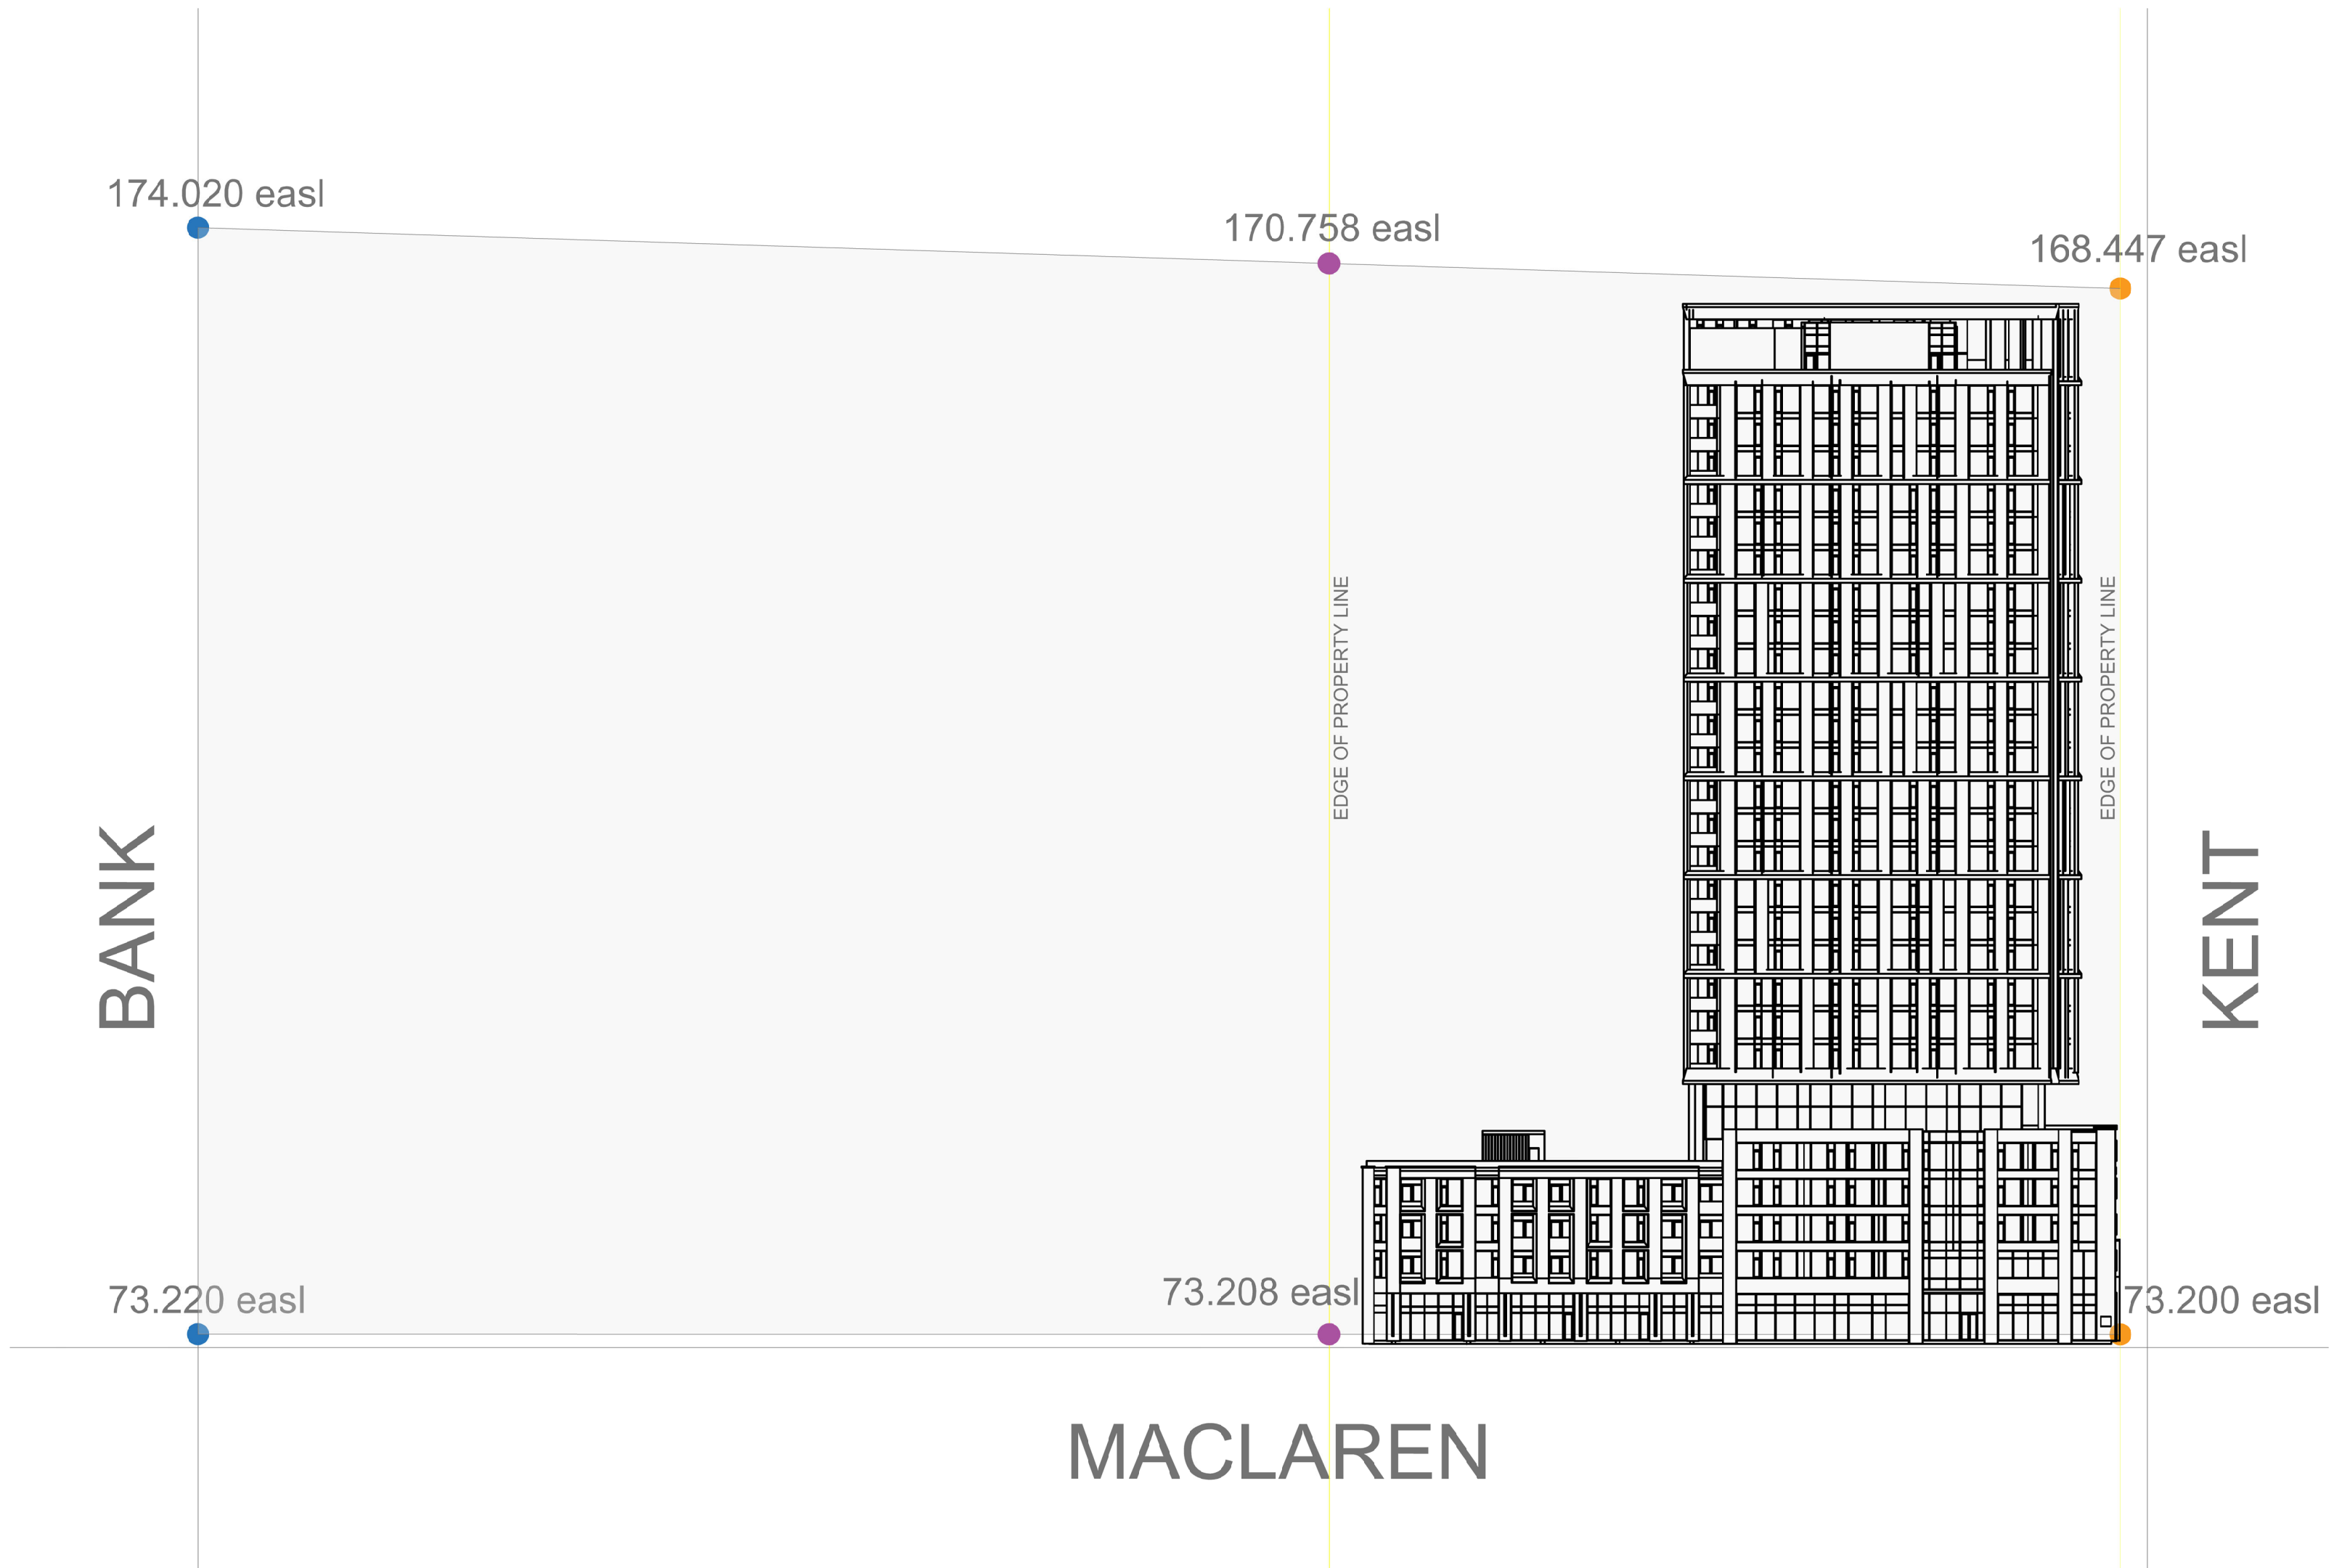 174.020 easl
170.758 easl
168.447 easl
EDGE OF PROPERTY LINE
EDGE OF PROPERTY LINE
BANK
KENT
73.220 easl
73.208 easl
73.200 easl
MACLAREN